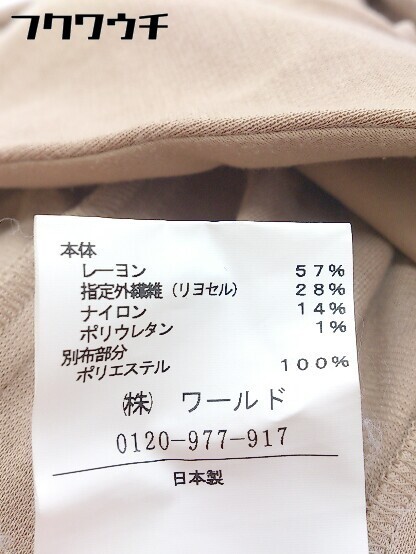 フクワウチ
本体
レーヨン 57%
指定外繊維(リヨセル) 28%
ナイロン 14%
ポリウレタン 1%
別布部分
ポリエステル 100%
㈱ ワールド
0120-977-917
日本製